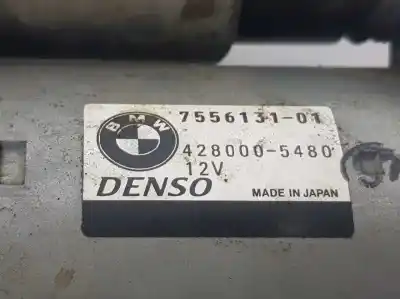 BMW
7556131-01
428000-5480
12V
DENSO
MADE IN JAPAN